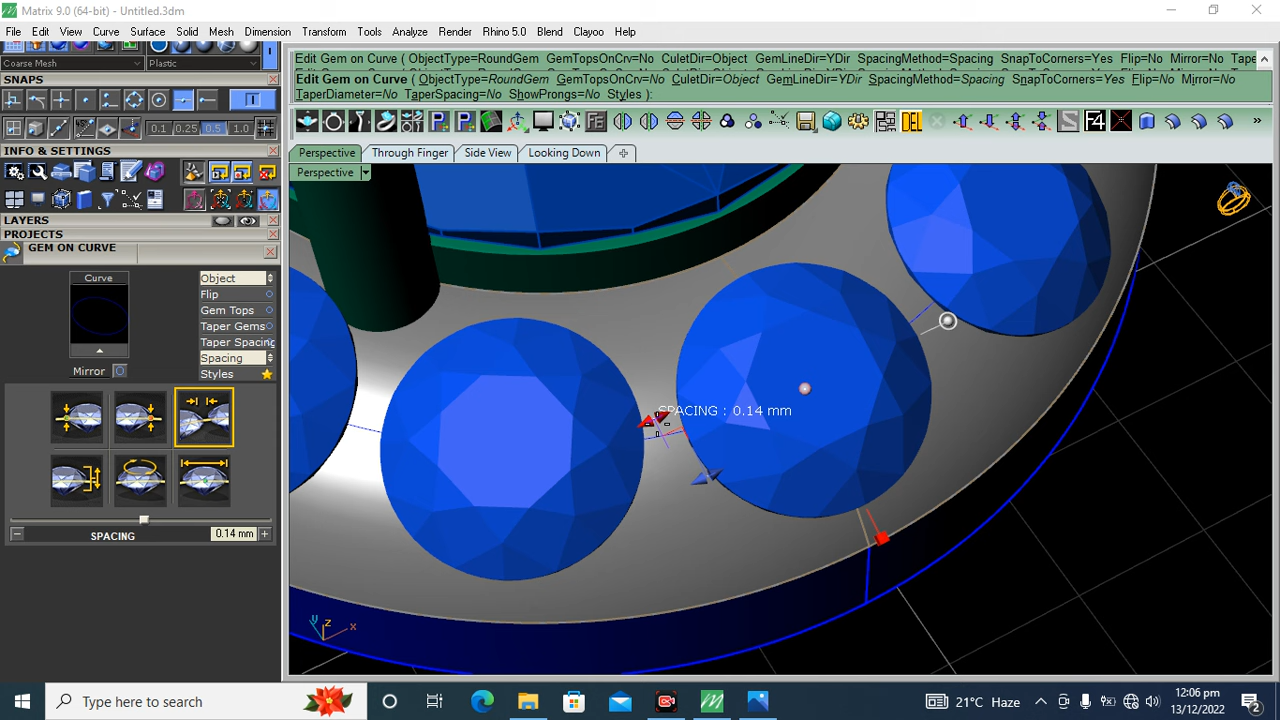 Matrix 9.0 (64-bit) - Untitled.3dm
File Edit View Curve Surface Solid Mesh Dimension Transform Tools Analyze Render Rhino 5.0 Blend Clayoo Help
Coarse Mesh Plastic
Edit Gem on Curve ( ObjectType=RoundGem GemTopsOnCrv=No CuletDir=Object GemLineDir=YDir SpacingMethod=Spacing SnapToCorners=Yes Flip=No Mirror=No Tape
Edit Gem on Curve ( ObjectType=RoundGem GemTopsOnCrv=No CuletDir=Object GemLineDir=YDir SpacingMethod=Spacing SnapToCorners=Yes Flip=No Mirror=No
TaperDiameter=No TaperSpacing=No ShowProngs=No Styles ):
SNAPS
0.1 0.25 0.5 1.0
P P FE DEL S F4
INFO & SETTINGS
Perspective Through Finger Side View Looking Down
Perspective
LAYERS
PROJECTS
GEM ON CURVE
Curve
Object
Flip
Gem Tops
Taper Gems
Taper Spacing
Spacing
Mirror
Styles
SPACING : 0.14 mm
SPACING 0.14 mm
y z x
Type here to search
21°C Haze
12:06 pm
13/12/2022
2